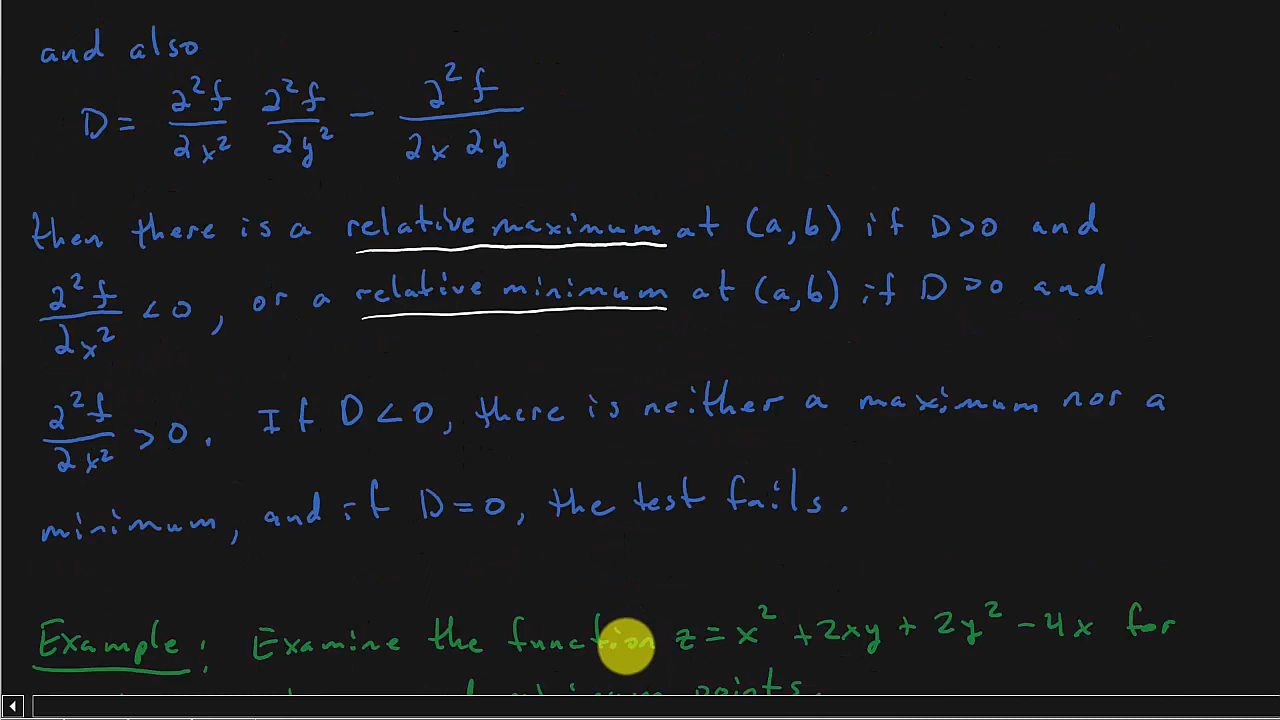 and also
D = ∂²f/∂x² ∂²f/∂y² − ∂²f/∂x ∂y
then there is a relative maximum at (a,b) if D>0 and
∂²f/∂x² < 0, or a relative minimum at (a,b) if D>0 and
∂²f/∂x² > 0. If D<0, there is neither a maximum nor a
minimum, and if D=0, the test fails.
Example: Examine the function z = x² + 2xy + 2y² − 4x for
points.